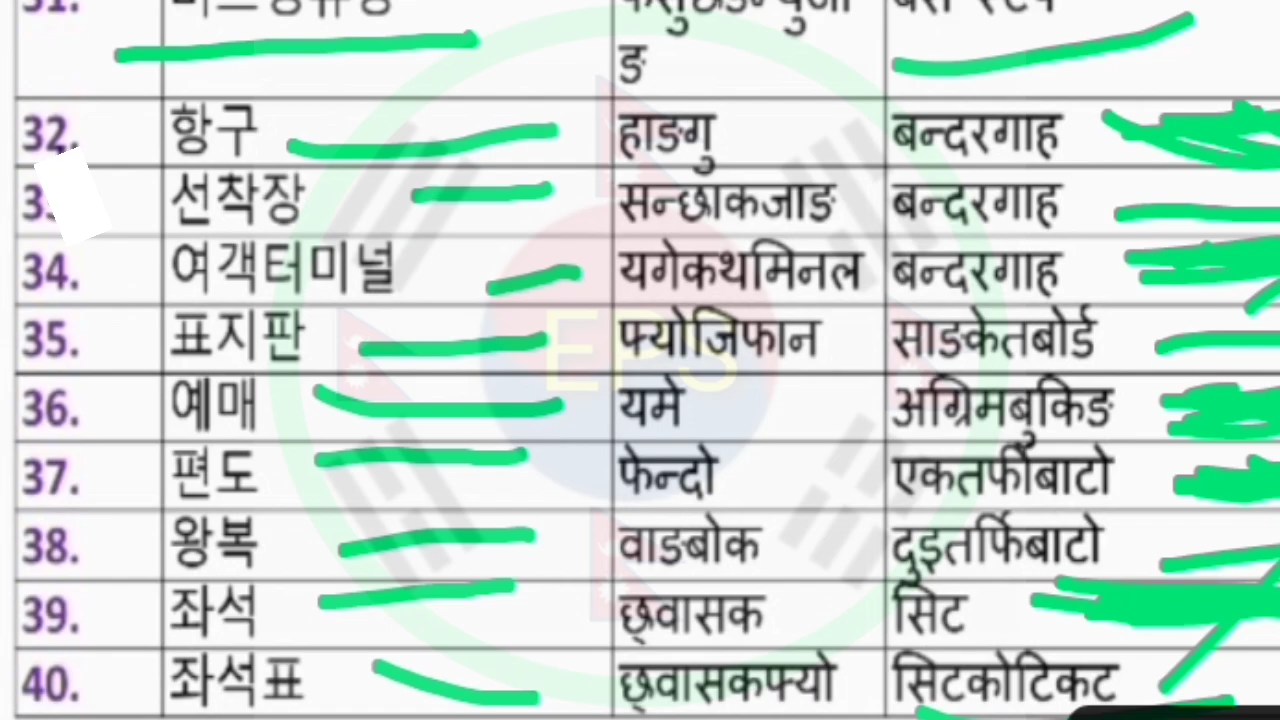 ङ
32. 항구 हाङगु बन्दरगाह
선착장 सन्छाकजाङ बन्दरगाह
34. 여객터미널 यगेकथमिनल बन्दरगाह
35. 표지판 फ्योजिफान साङकेतबोर्ड
36. 예매 यमे अग्रिमबुकिङ
37. 편도 फेन्दो एकतर्फीबाटो
38. 왕복 वाङबोक दुइतर्फिबाटो
39. 좌석 छ्वासक सिट
40. 좌석표 छ्वासकफ्यो सिटकोटिकट
EPS